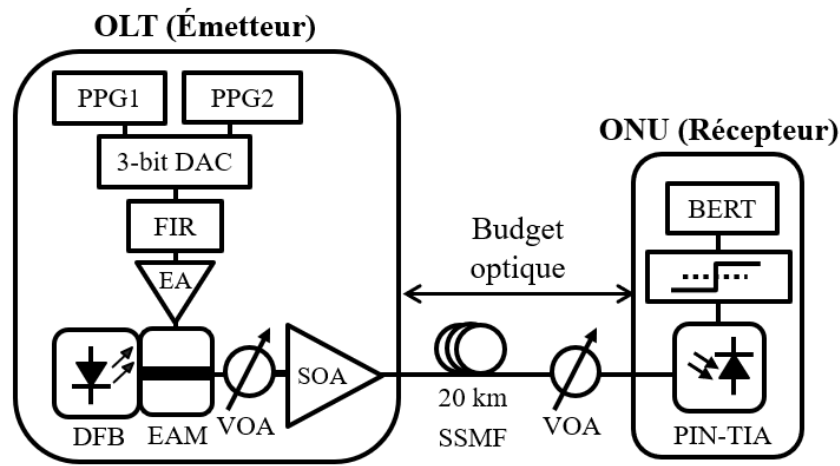 OLT (Émetteur)
PPG1
PPG2
3-bit DAC
FIR
EA
DFB
EAM
VOA
SOA
Budget
optique
20 km
SSMF
VOA
ONU (Récepteur)
BERT
PIN-TIA